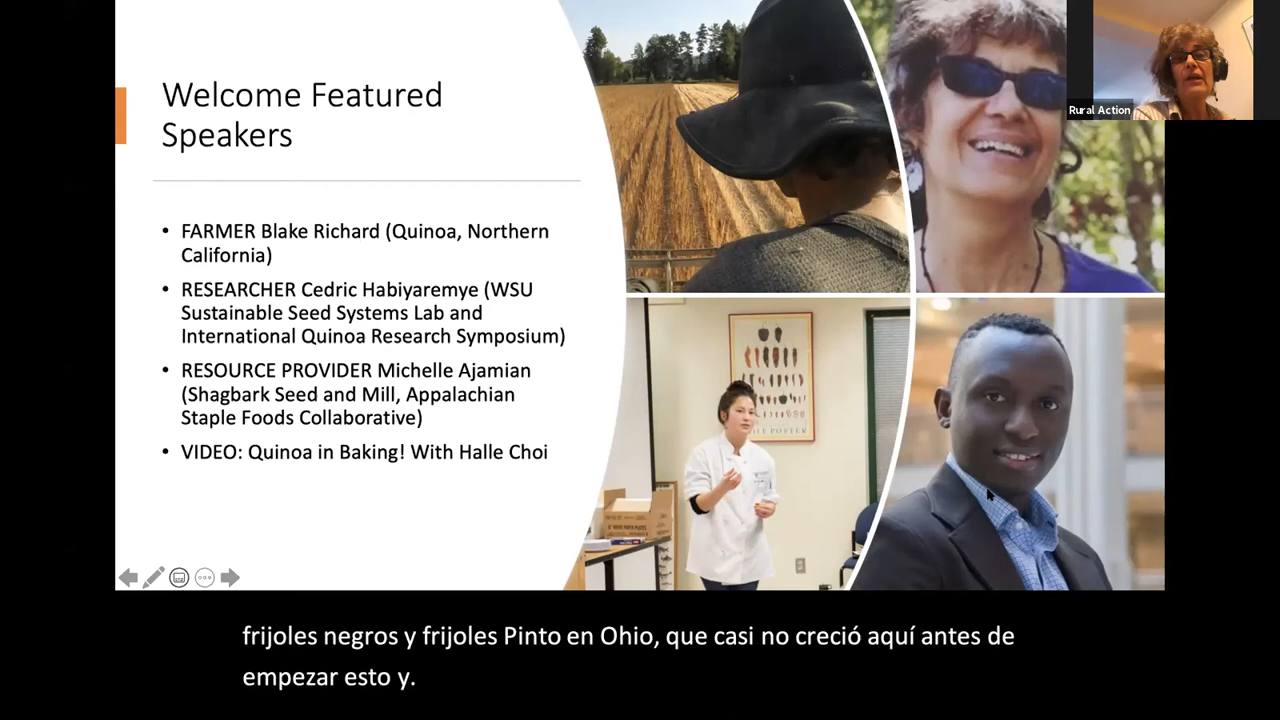 Welcome Featured
Speakers
• FARMER Blake Richard (Quinoa, Northern
California)
• RESEARCHER Cedric Habiyaremye (WSU
Sustainable Seed Systems Lab and
International Quinoa Research Symposium)
• RESOURCE PROVIDER Michelle Ajamian
(Shagbark Seed and Mill, Appalachian
Staple Foods Collaborative)
• VIDEO: Quinoa in Baking! With Halle Choi
Rural Action
frijoles negros y frijoles Pinto en Ohio, que casi no creció aquí antes de
empezar esto y.